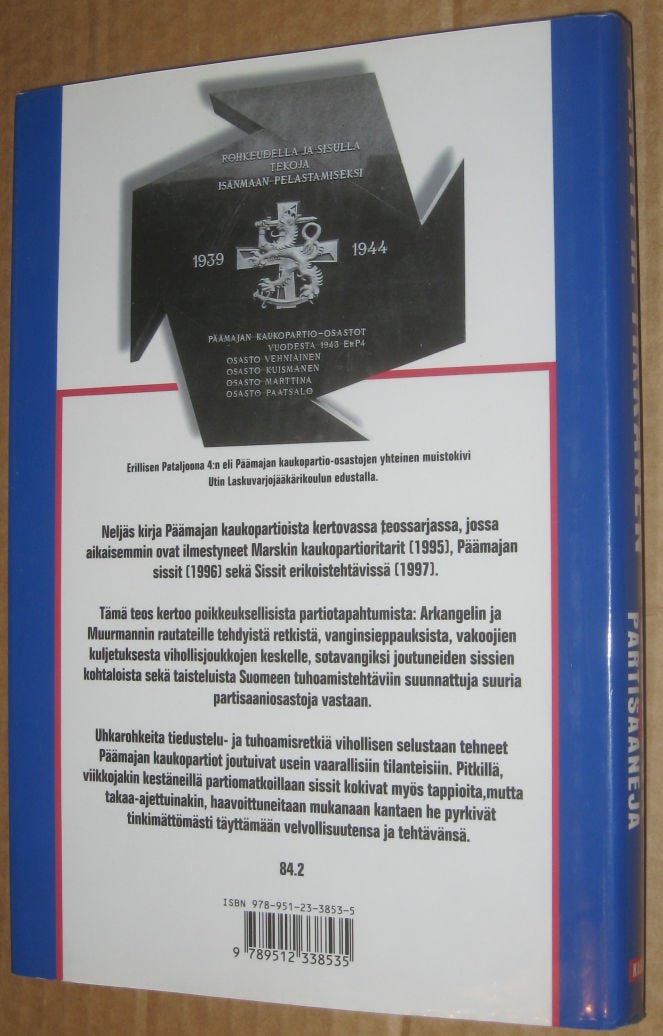 ROHKEUDELLA JA SISULLA
TEKOJA
ISÄNMAAN PELASTAMISEKSI
1939 1944
PÄÄMAJAN KAUKOPARTIO-OSASTOT
VUODESTA 1943 ErP4
OSASTO VEHNIÄINEN
OSASTO KUISMANEN
OSASTO MARTTINA
OSASTO PAATSALO
Erillisen Pataljoona 4:n eli Päämajan kaukopartio-osastojen yhteinen muistokivi
Utin Laskuvarjojääkärikoulun edustalla.
Neljäs kirja Päämajan kaukopartioista kertovassa teossarjassa, jossa
aikaisemmin ovat ilmestyneet Marskin kaukopartioritarit (1995), Päämajan
sissit (1996) sekä Sissit erikoistehtävissä (1997).
Tämä teos kertoo poikkeuksellisista partiotapahtumista: Arkangelin ja
Muurmannin rautateille tehdyistä retkistä, vanginsieppauksista, vakoojien
kuljetuksesta vihollisjoukkojen keskelle, sotavangiksi joutuneiden sissien
kohtaloista sekä taisteluista Suomeen tuhoamistehtäviin suunnattuja suuria
partisaaniosastoja vastaan.
Uhkarohkeita tiedustelu- ja tuhoamisretkiä vihollisen selustaan tehneet
Päämajan kaukopartiot joutuivat usein vaarallisiin tilanteisiin. Pitkillä,
viikkojakin kestäneillä partiomatkoillaan sissit kokivat myös tappioita,mutta
takaa-ajettuinakin, haavoittuneitaan mukanaan kantaen he pyrkivät
tinkimättömästi täyttämään velvollisuutensa ja tehtävänsä.
84.2
ISBN 978-951-23-3853-5
9 789512 338535
PARTISAANEJA